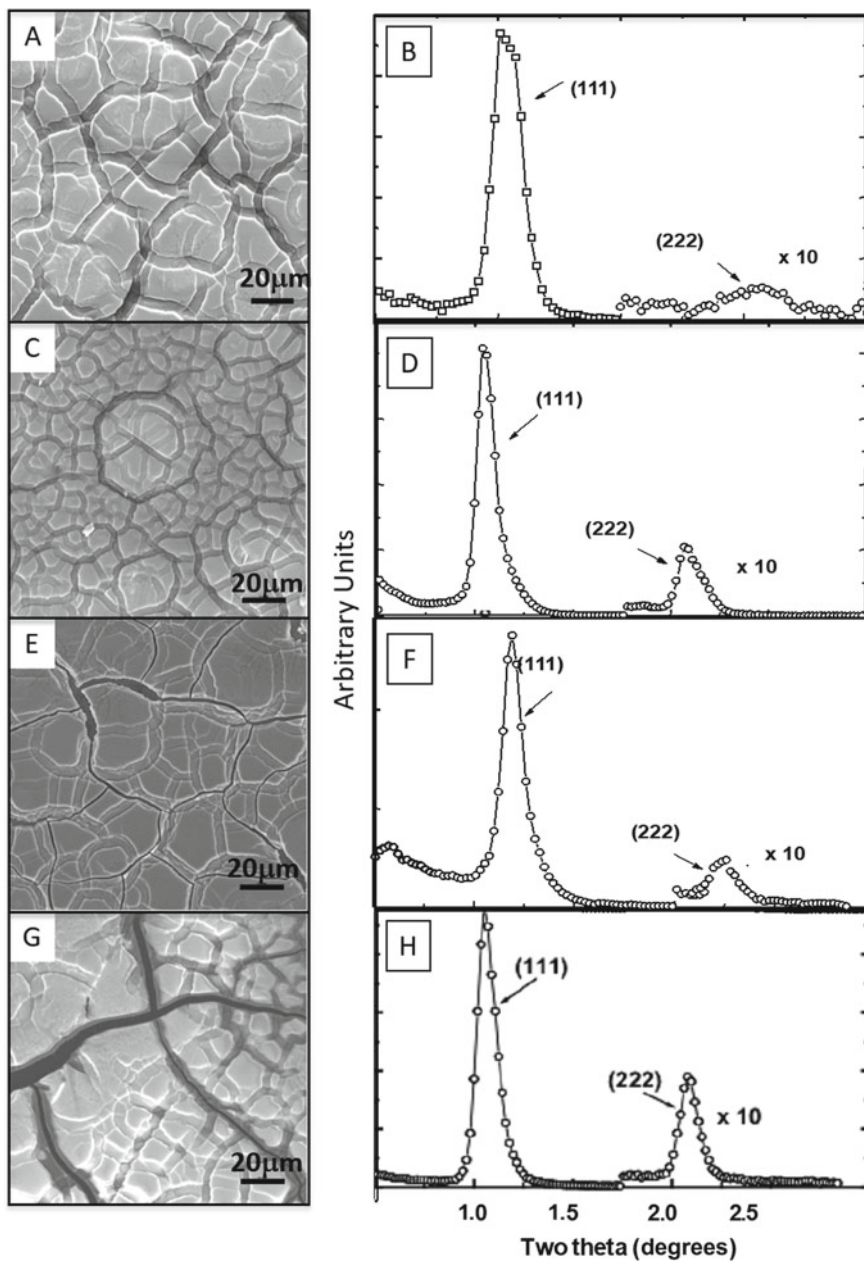 A
20μm
B
(111)
(222)
x 10
C
20μm
D
(111)
(222)
x 10
E
20μm
F
(111)
(222)
x 10
G
20μm
H
(111)
(222)
x 10
Arbitrary Units
1.0 1.5 2.0 2.5
Two theta (degrees)